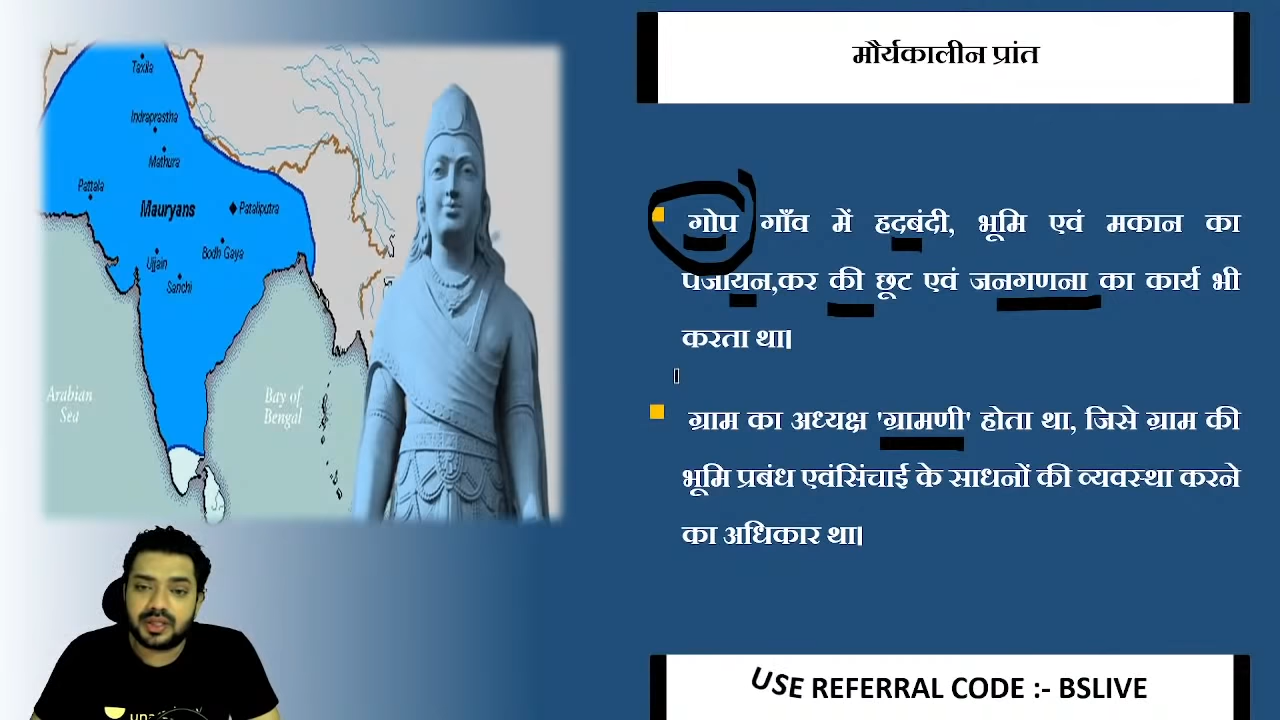 मौर्यकालीन प्रांत
गोप गाँव में हदबंदी, भूमि एवं मकान का
पंजीयन,कर की छूट एवं जनगणना का कार्य भी
करता था।
ग्राम का अध्यक्ष 'ग्रामणी' होता था, जिसे ग्राम की
भूमि प्रबंध एवंसिंचाई के साधनों की व्यवस्था करने
का अधिकार था।
Taxila
Indraprastha
Mathura
Pattala
Mauryans
Pataliputra
Bodh Gaya
Ujjain
Sanchi
Arabian
Sea
Bay of
Bengal
USE REFERRAL CODE :- BSLIVE